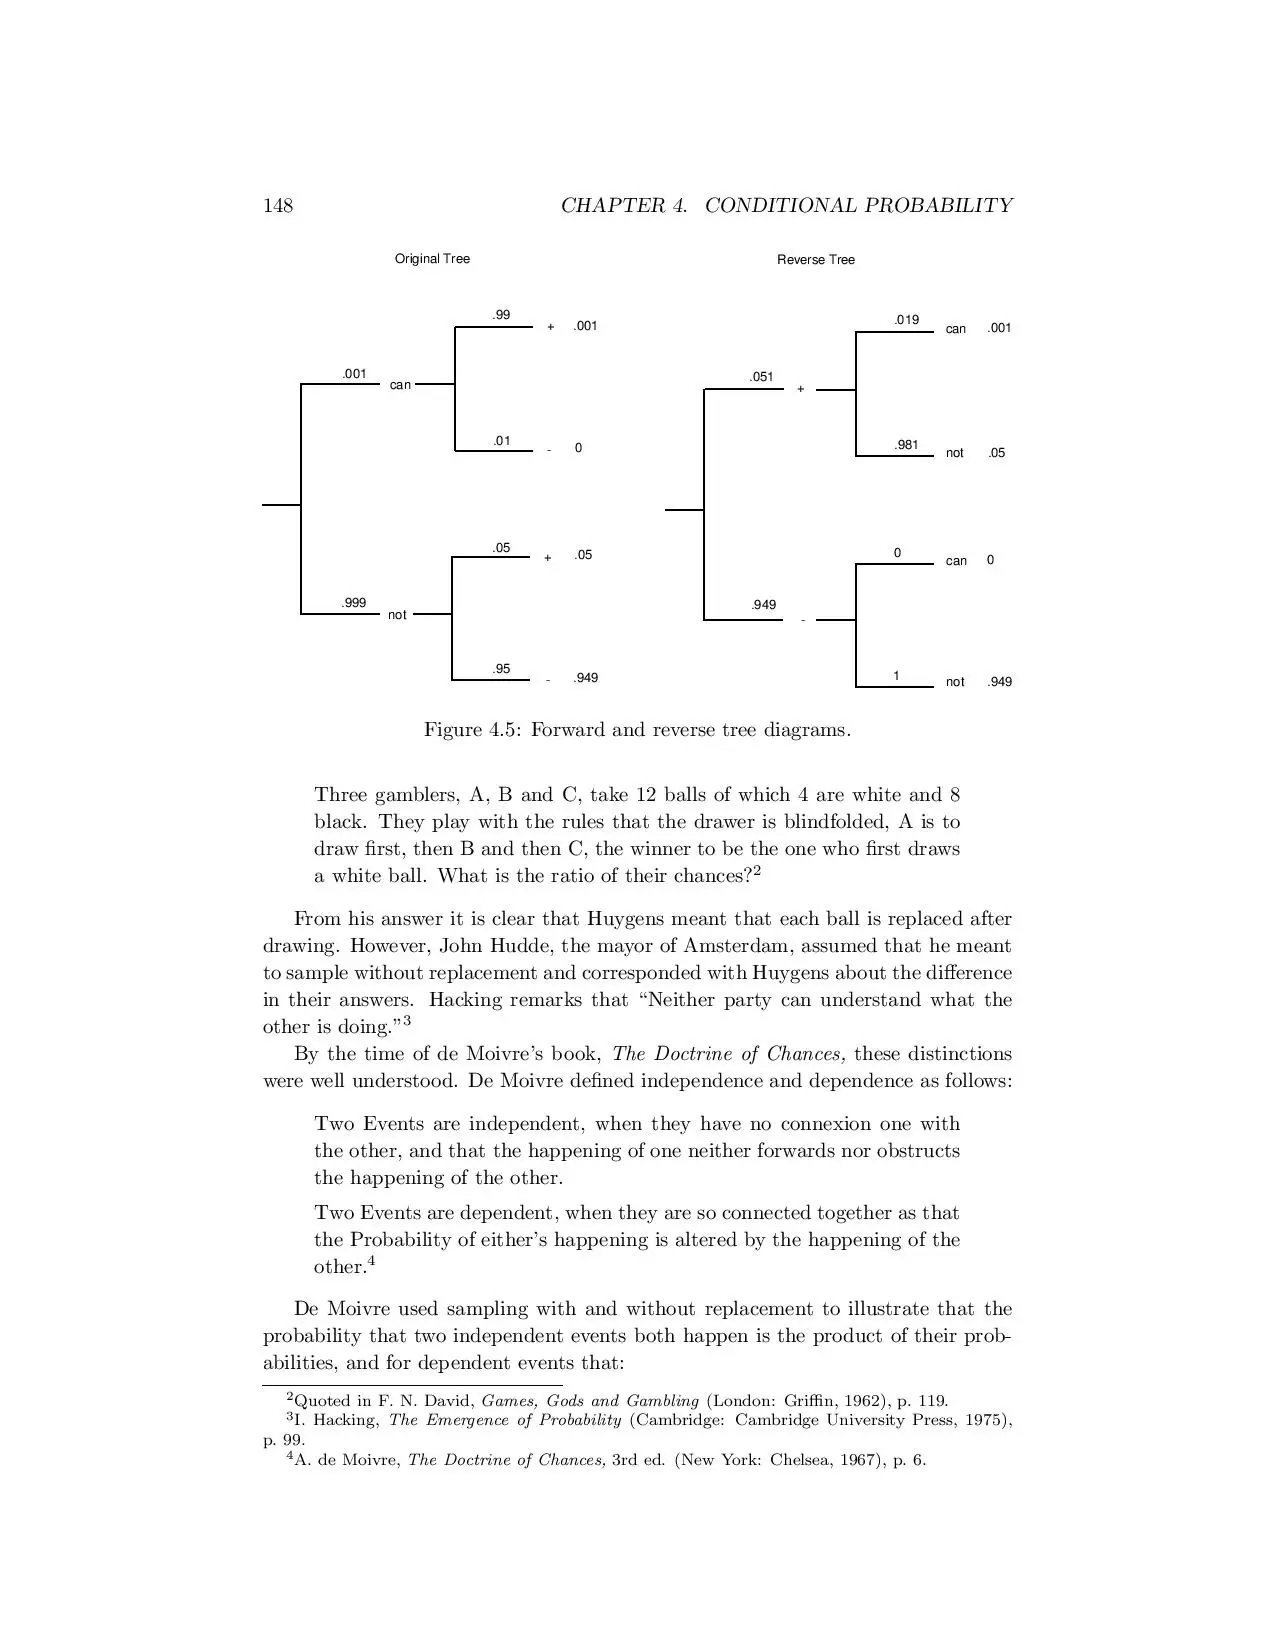 148 CHAPTER 4. CONDITIONAL PROBABILITY
Original Tree Reverse Tree
.99 + .001
.001 can
.01 - 0
.05 + .05
.999 not
.95 - .949
.019 can .001
.051 +
.981 not .05
0 can 0
.949 -
1 not .949
Figure 4.5: Forward and reverse tree diagrams.
Three gamblers, A, B and C, take 12 balls of which 4 are white and 8
black. They play with the rules that the drawer is blindfolded, A is to
draw first, then B and then C, the winner to be the one who first draws
a white ball. What is the ratio of their chances?2
From his answer it is clear that Huygens meant that each ball is replaced after
drawing. However, John Hudde, the mayor of Amsterdam, assumed that he meant
to sample without replacement and corresponded with Huygens about the difference
in their answers. Hacking remarks that “Neither party can understand what the
other is doing.”3
By the time of de Moivre’s book, The Doctrine of Chances, these distinctions
were well understood. De Moivre defined independence and dependence as follows:
Two Events are independent, when they have no connexion one with
the other, and that the happening of one neither forwards nor obstructs
the happening of the other.
Two Events are dependent, when they are so connected together as that
the Probability of either’s happening is altered by the happening of the
other.4
De Moivre used sampling with and without replacement to illustrate that the
probability that two independent events both happen is the product of their prob-
abilities, and for dependent events that:
2Quoted in F. N. David, Games, Gods and Gambling (London: Griffin, 1962), p. 119.
3I. Hacking, The Emergence of Probability (Cambridge: Cambridge University Press, 1975),
p. 99.
4A. de Moivre, The Doctrine of Chances, 3rd ed. (New York: Chelsea, 1967), p. 6.